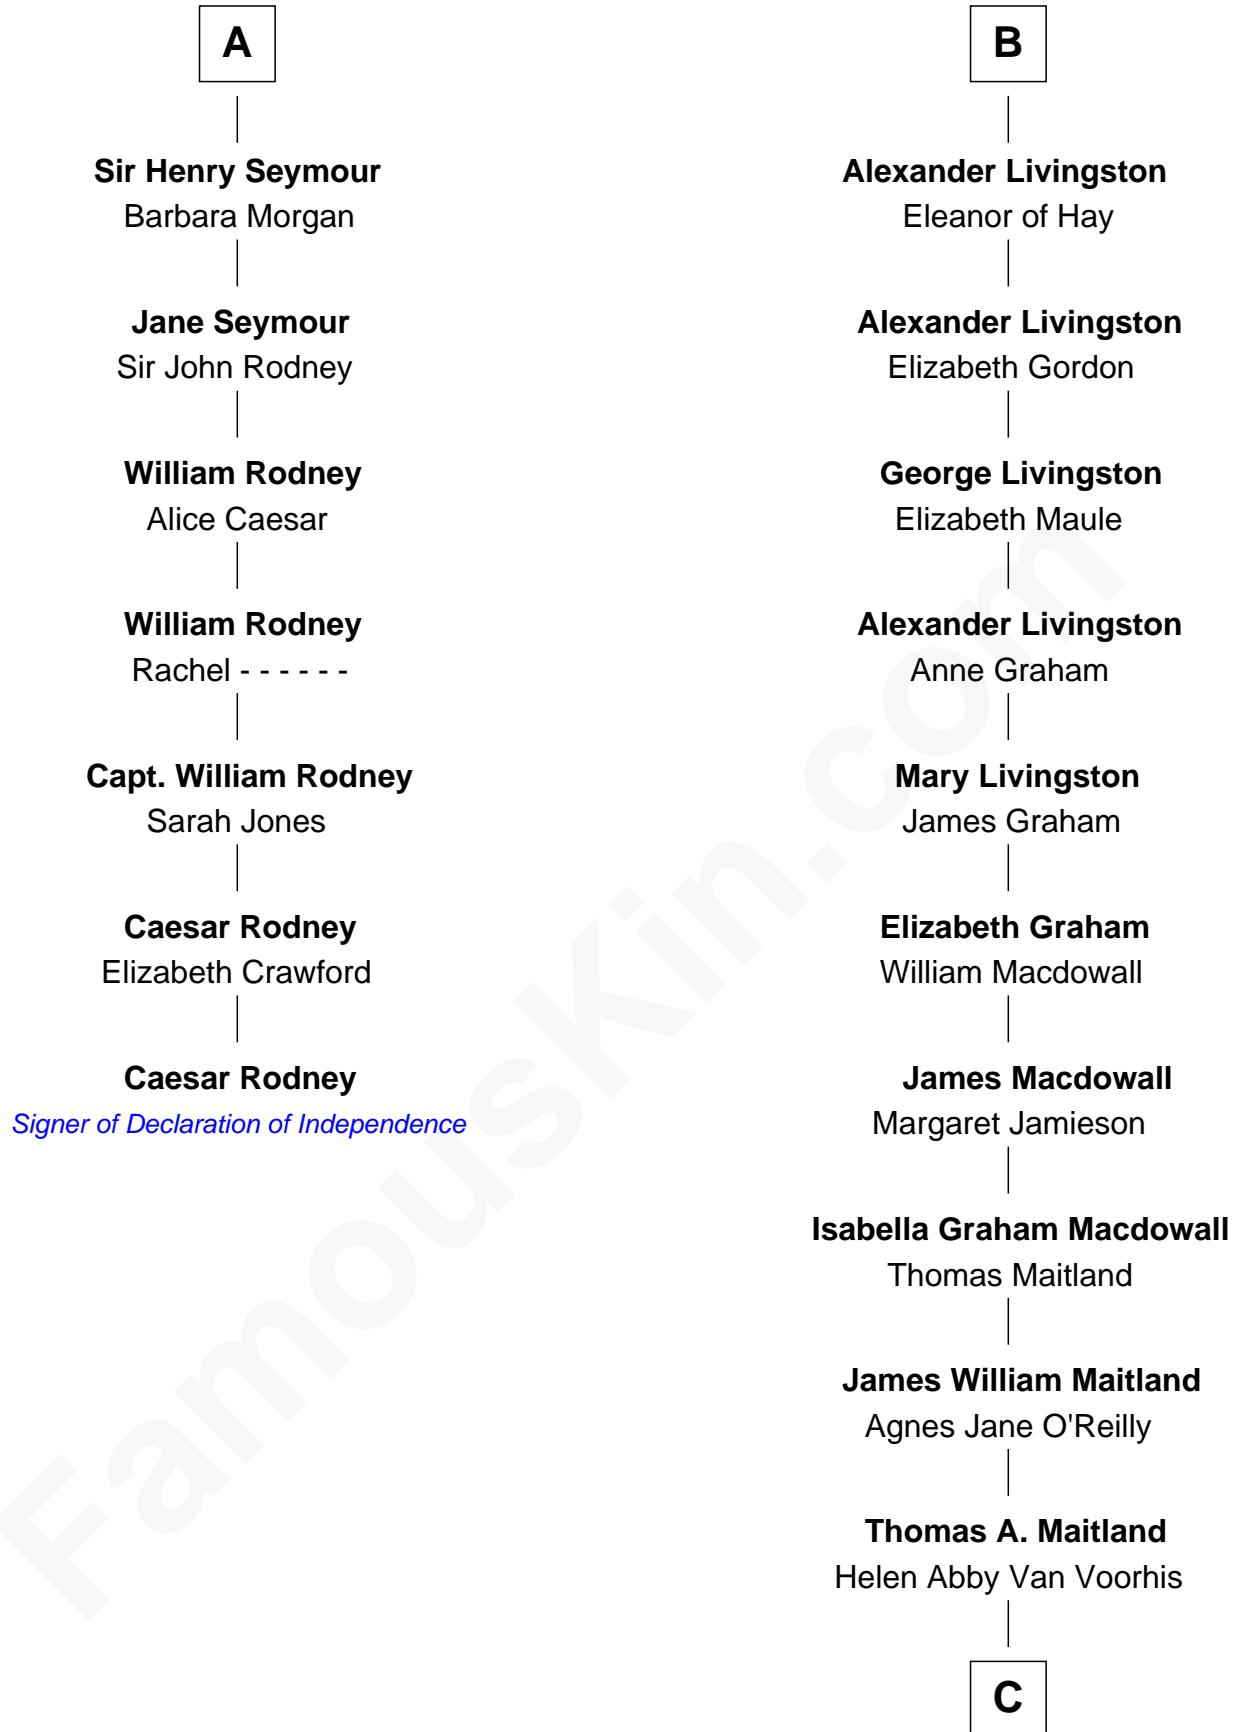 A
Sir Henry Seymour
Barbara Morgan
Jane Seymour
Sir John Rodney
William Rodney
Alice Caesar
William Rodney
Rachel - - - - - -
Capt. William Rodney
Sarah Jones
Caesar Rodney
Elizabeth Crawford
Caesar Rodney
Signer of Declaration of Independence
B
Alexander Livingston
Eleanor of Hay
Alexander Livingston
Elizabeth Gordon
George Livingston
Elizabeth Maule
Alexander Livingston
Anne Graham
Mary Livingston
James Graham
Elizabeth Graham
William Macdowall
James Macdowall
Margaret Jamieson
Isabella Graham Macdowall
Thomas Maitland
James William Maitland
Agnes Jane O'Reilly
Thomas A. Maitland
Helen Abby Van Voorhis
C
FamousKin.com